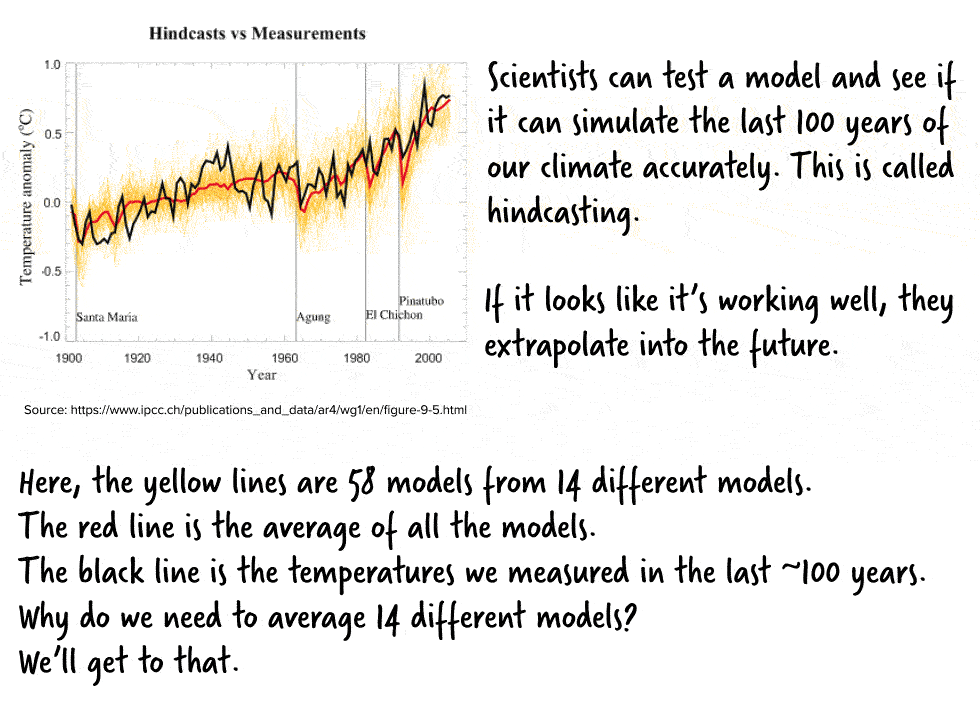 Hindcasts vs Measurements
Temperature anomaly (°C)
1.0
0.5
0.0
-0.5
-1.0
Santa Maria
Agung
El Chichon
Pinatubo
1900 1920 1940 1960 1980 2000
Year
Source: https://www.ipcc.ch/publications_and_data/ar4/wg1/en/figure-9-5.html
Scientists can test a model and see if
it can simulate the last 100 years of
our climate accurately. This is called
hindcasting.
If it looks like it's working well, they
extrapolate into the future.
Here, the yellow lines are 58 models from 14 different models.
The red line is the average of all the models.
The black line is the temperatures we measured in the last ~100 years.
Why do we need to average 14 different models?
We'll get to that.